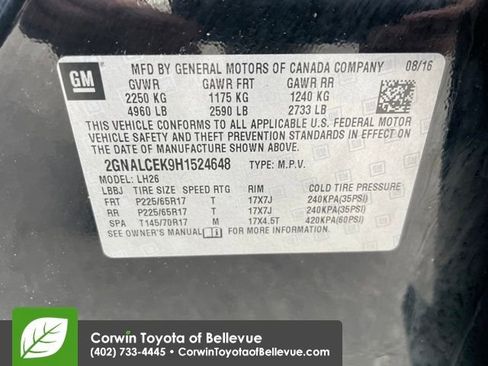 GM
MFD BY GENERAL MOTORS OF CANADA COMPANY 08/16
GVWR GAWR FRT GAWR RR
2250 KG 1175 KG 1240 KG
4960 LB 2590 LB 2733 LB
THIS VEHICLE CONFORMS TO ALL APPLICABLE U.S. FEDERAL MOTOR
VEHICLE SAFETY AND THEFT PREVENTION STANDARDS IN EFFECT ON
THE DATE OF MANUFACTURE SHOWN ABOVE.
2GNALCEK9H1524648 TYPE: M.P.V.
MODEL: LH26
LBBJ TIRE SIZE SPEED RTG RIM COLD TIRE PRESSURE
FRT P225/65R17 T 17X7J 240KPA(35PSI)
RR P225/65R17 T 17X7J 240KPA(35PSI)
SPA T145/70R17 M 17X4.5T 420KPA(60PSI)
SEE OWNER'S MANUAL FOR MORE INFORMATION
Corwin Toyota of Bellevue
(402) 733-4445 • CorwinToyotaofBellevue.com